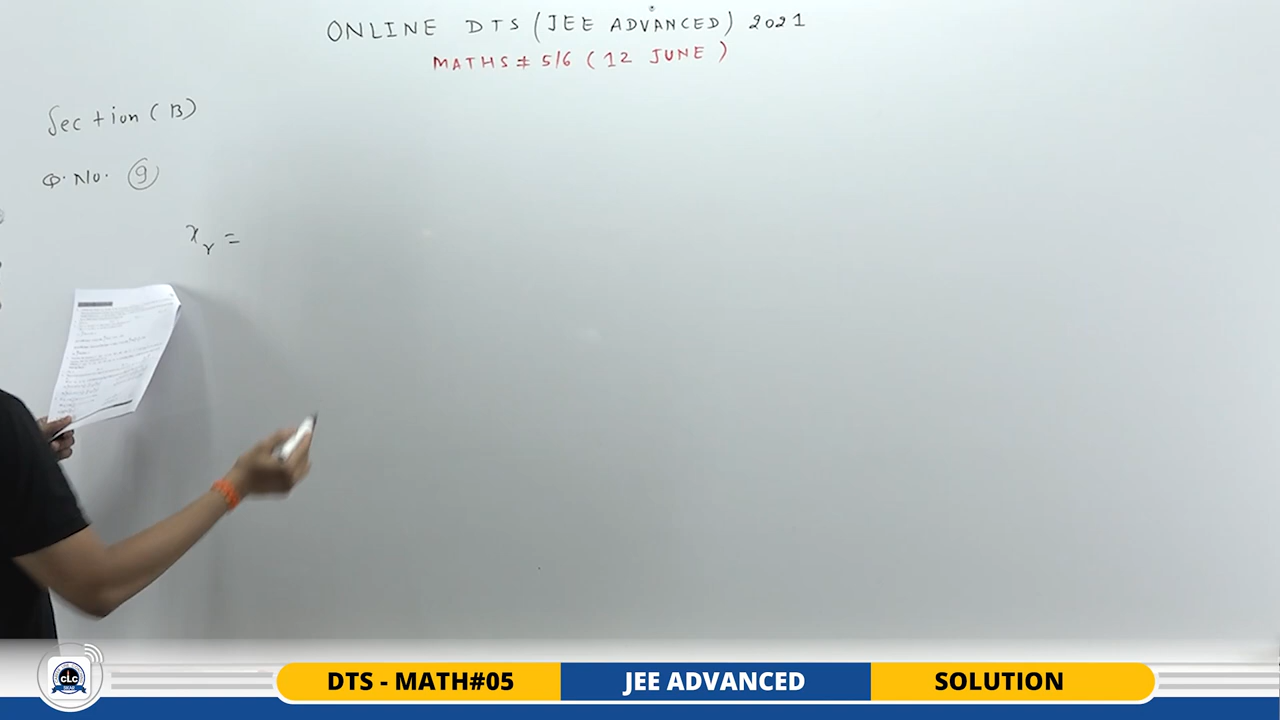 ONLINE DTS (JEE ADVANCED) 2021
MATHS # 5/6 (12 JUNE)
Section (B)
Q. No. 9
x_r =
CLC
DTS - MATH#05
JEE ADVANCED
SOLUTION